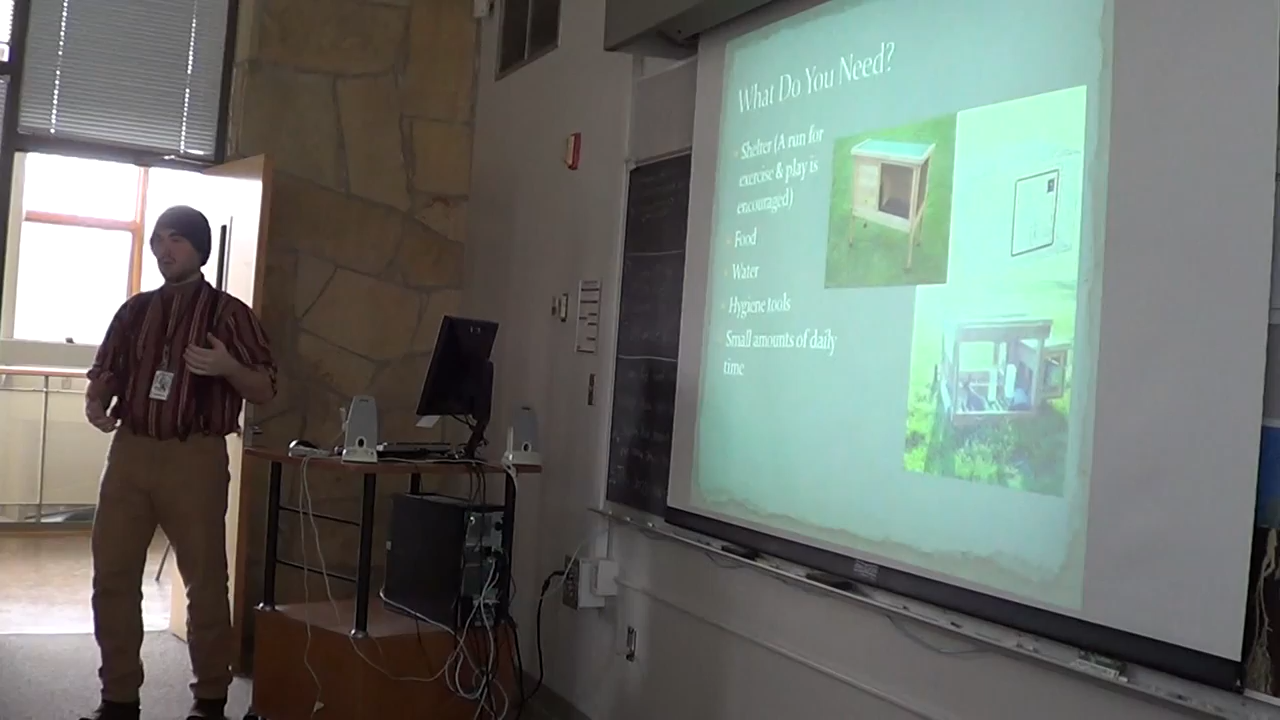 What Do You Need?
Shelter (A run for
exercise & play is
encouraged)
Food
Water
Hygiene tools
Small amounts of daily
time